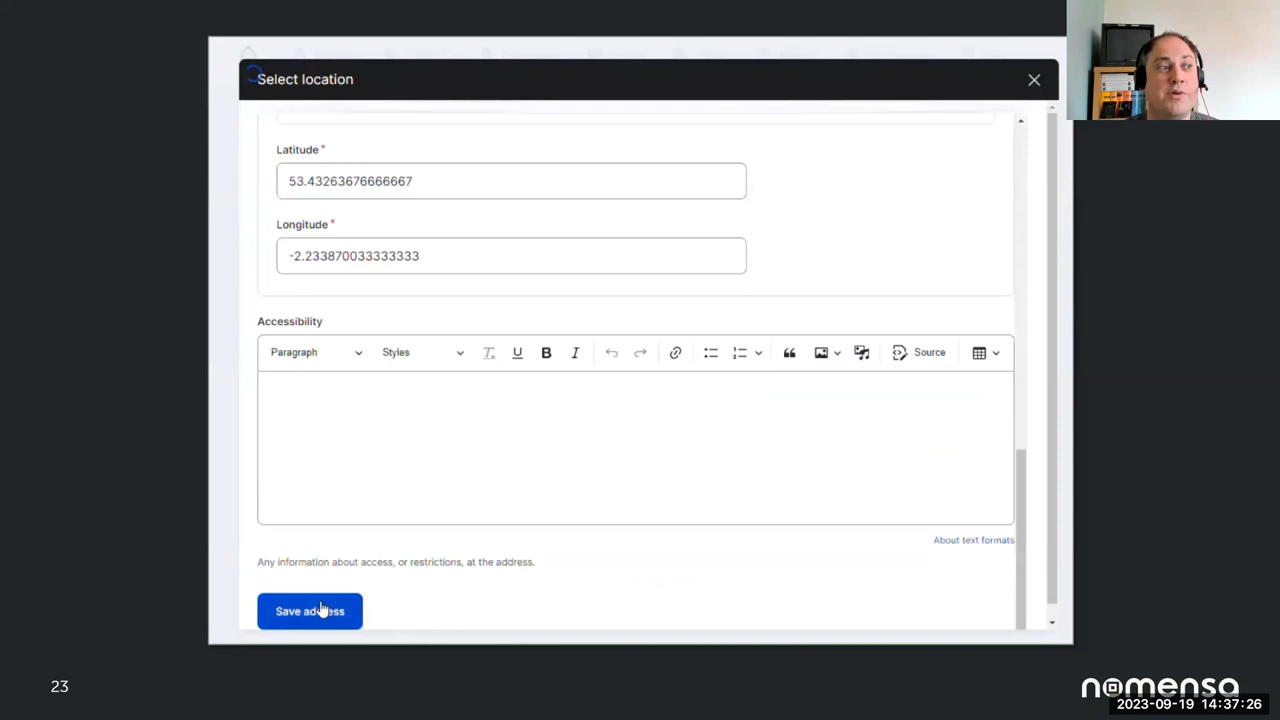 Select location
Latitude *
53.43263676666667
Longitude *
-2.233870033333333
Accessibility
Paragraph Styles Source
About text formats
Any information about access, or restrictions, at the address.
Save address
23
nomensa
2023-09-19 14:37:26